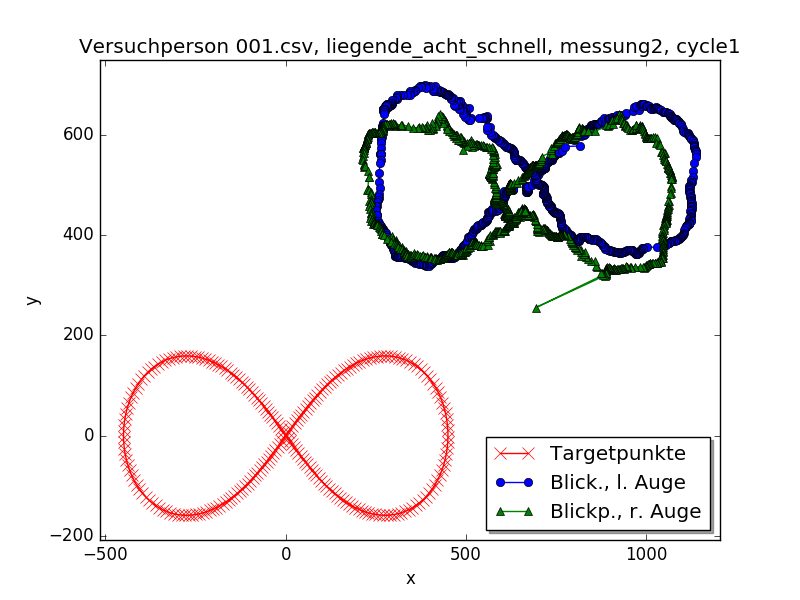 Versuchperson 001.csv, liegende_acht_schnell, messung2, cycle1
y
600
400
200
0
−200
−500
0
500
1000
x
Targetpunkte
Blick., l. Auge
Blickp., r. Auge